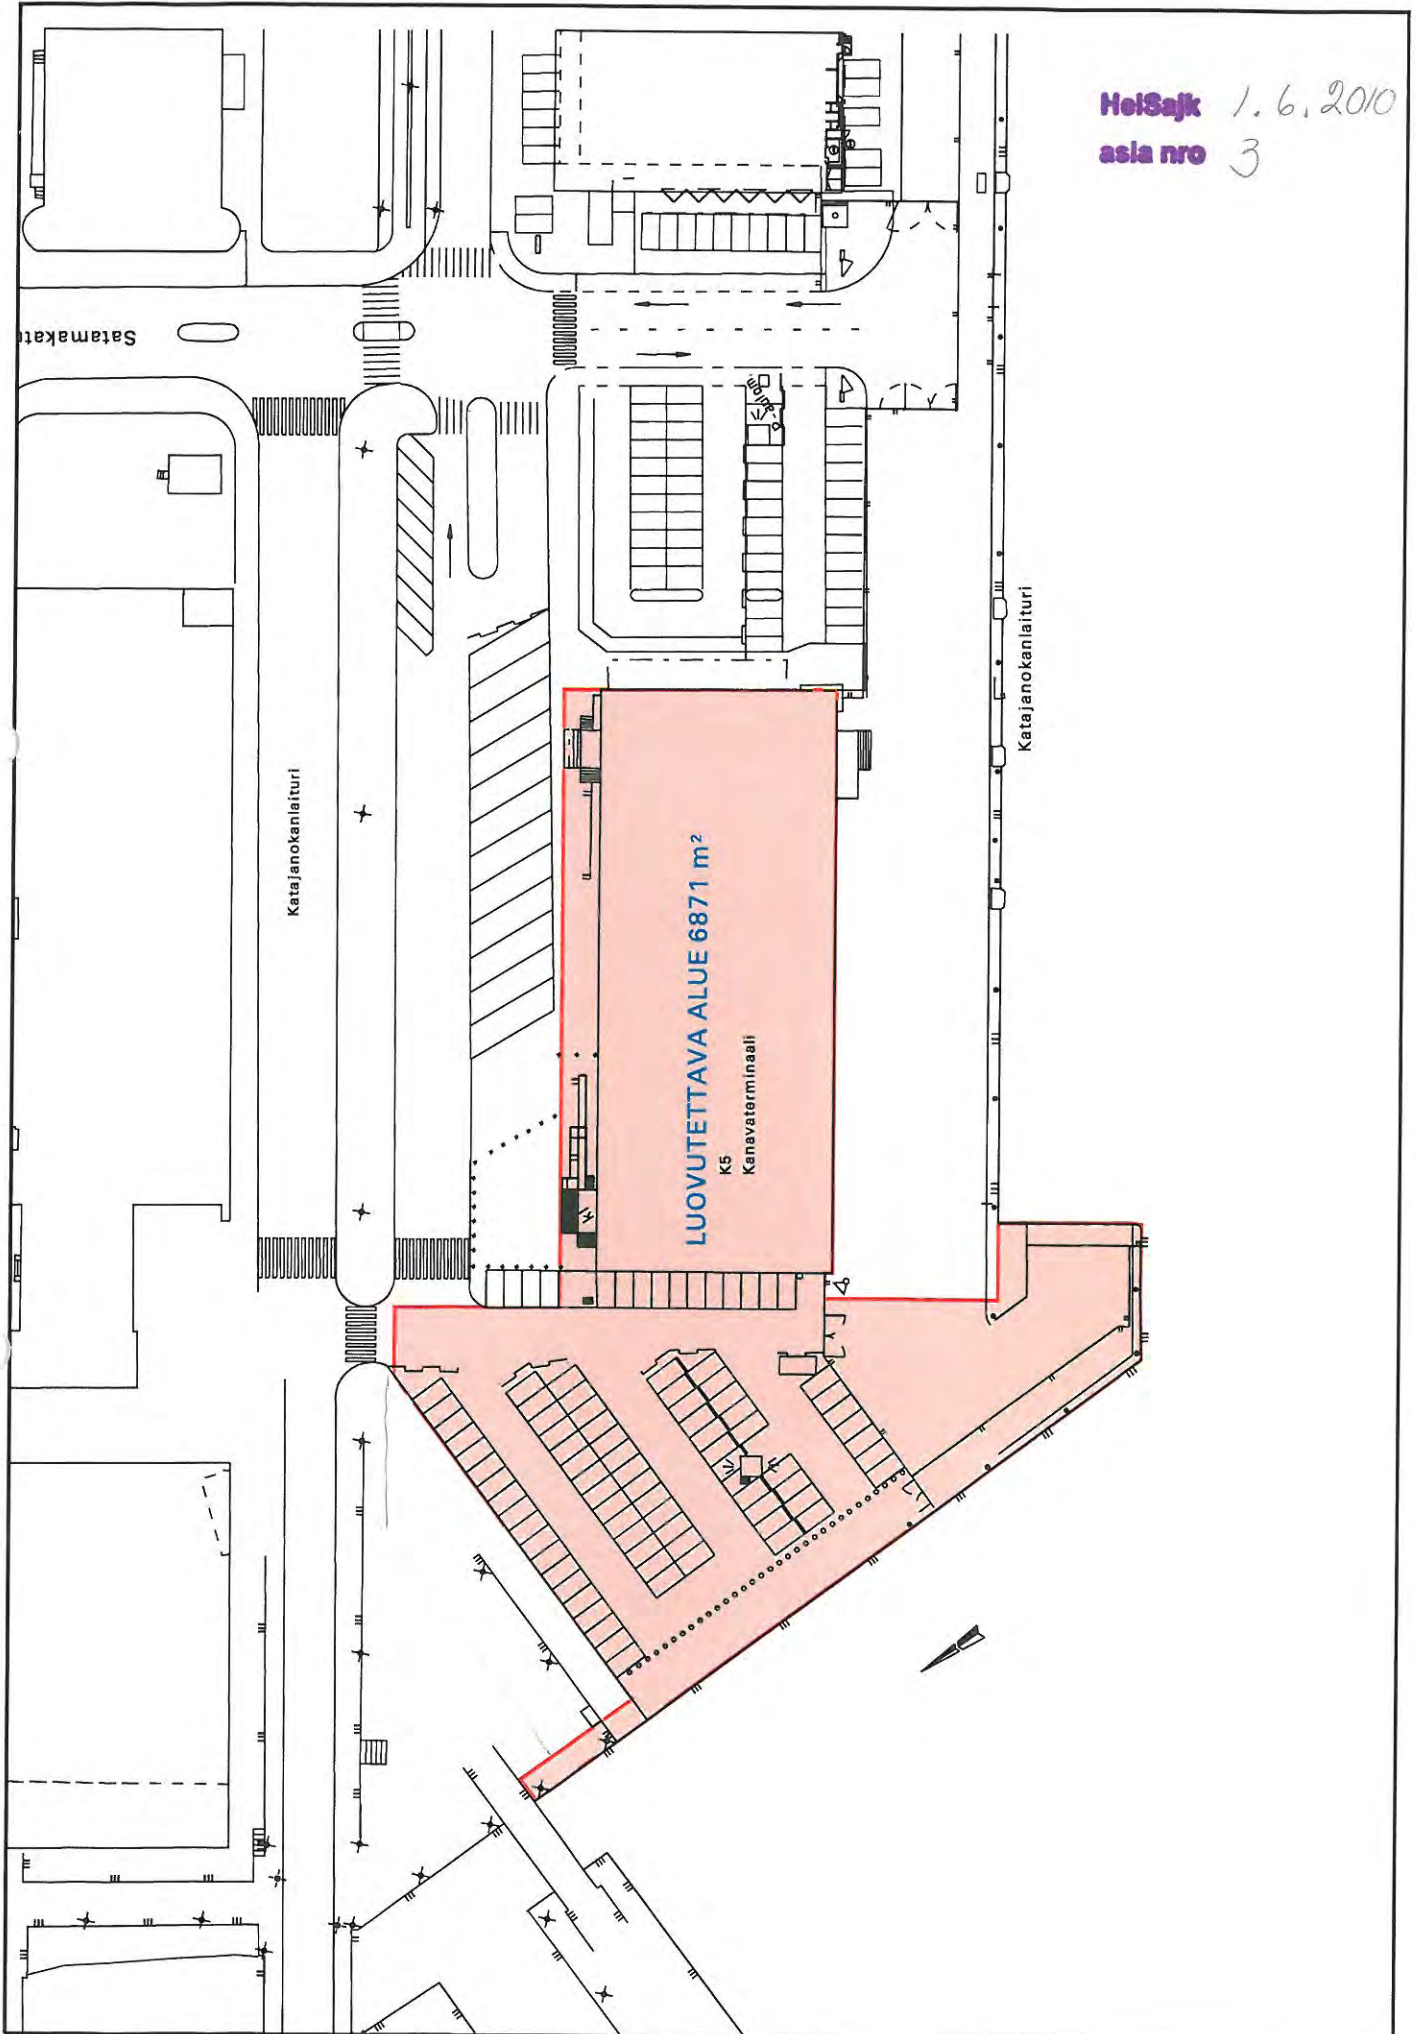 HelSajk 1.6.2010
asia nro 3
Satamakatu
Katajanokanlaituri
Katajanokanlaituri
LUOVUTETTAVA ALUE 6871 m²
K5
Kanavaterminaali